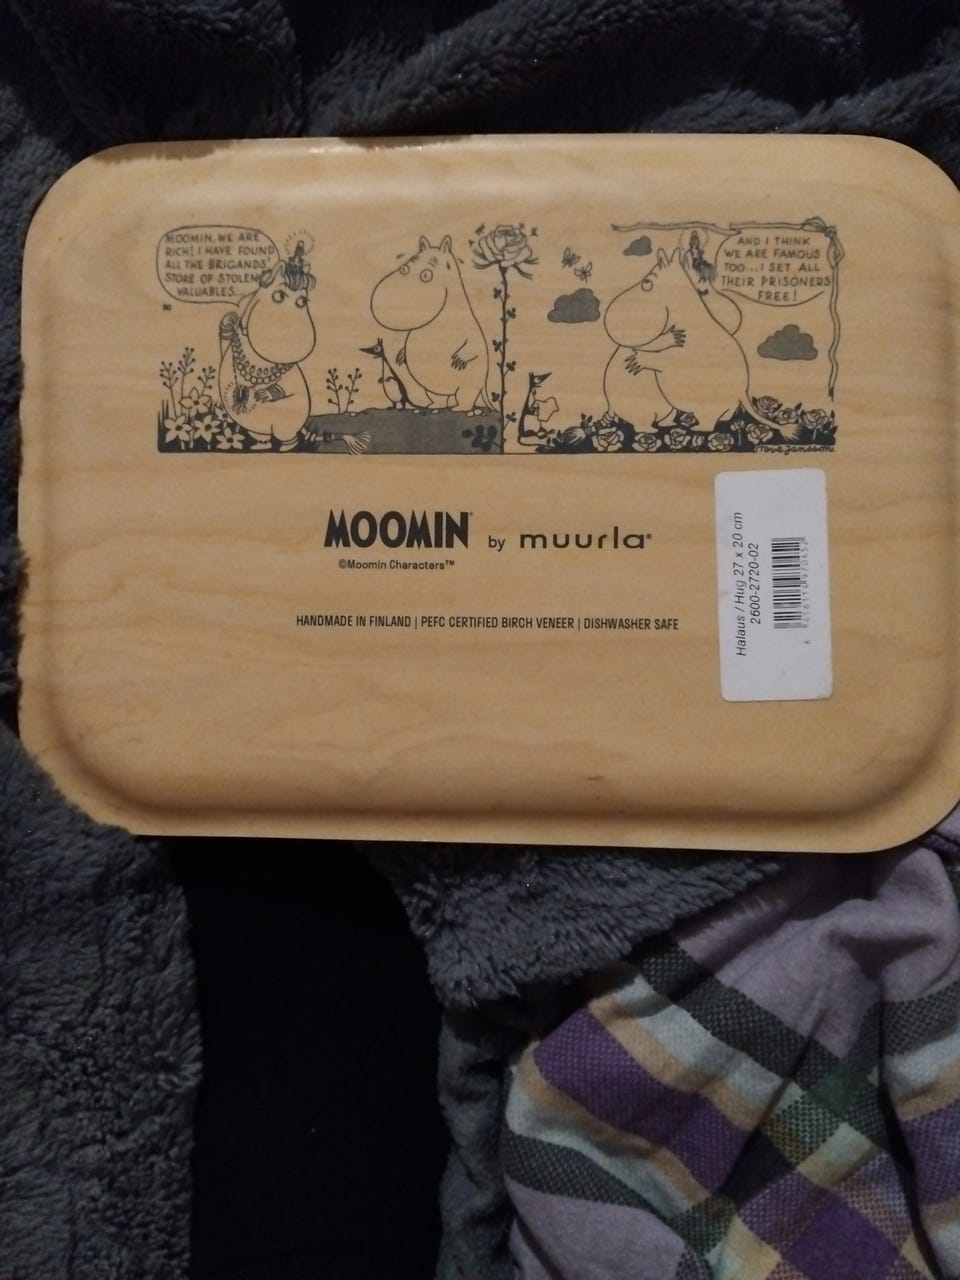 MOOMIN, WE ARE
RICH! I HAVE FOUND
ALL THE BRIGANDS'
STORE OF STOLEN
VALUABLES...
AND I THINK
WE ARE FAMOUS
TOO...I SET ALL
THEIR PRISONERS
FREE!
Tove Jansson
MOOMIN® by muurla®
©Moomin Characters™
HANDMADE IN FINLAND | PEFC CERTIFIED BIRCH VENEER | DISHWASHER SAFE
Halaus / Hug 27 x 20 cm
2600-2720-02